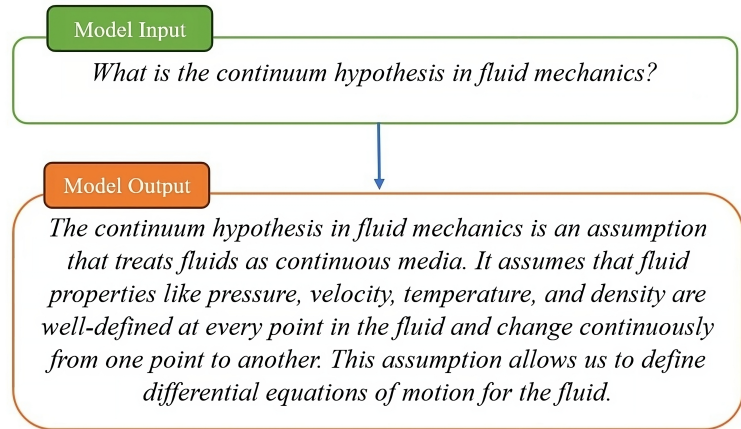 Model Input
What is the continuum hypothesis in fluid mechanics?
Model Output
The continuum hypothesis in fluid mechanics is an assumption
that treats fluids as continuous media. It assumes that fluid
properties like pressure, velocity, temperature, and density are
well-defined at every point in the fluid and change continuously
from one point to another. This assumption allows us to define
differential equations of motion for the fluid.